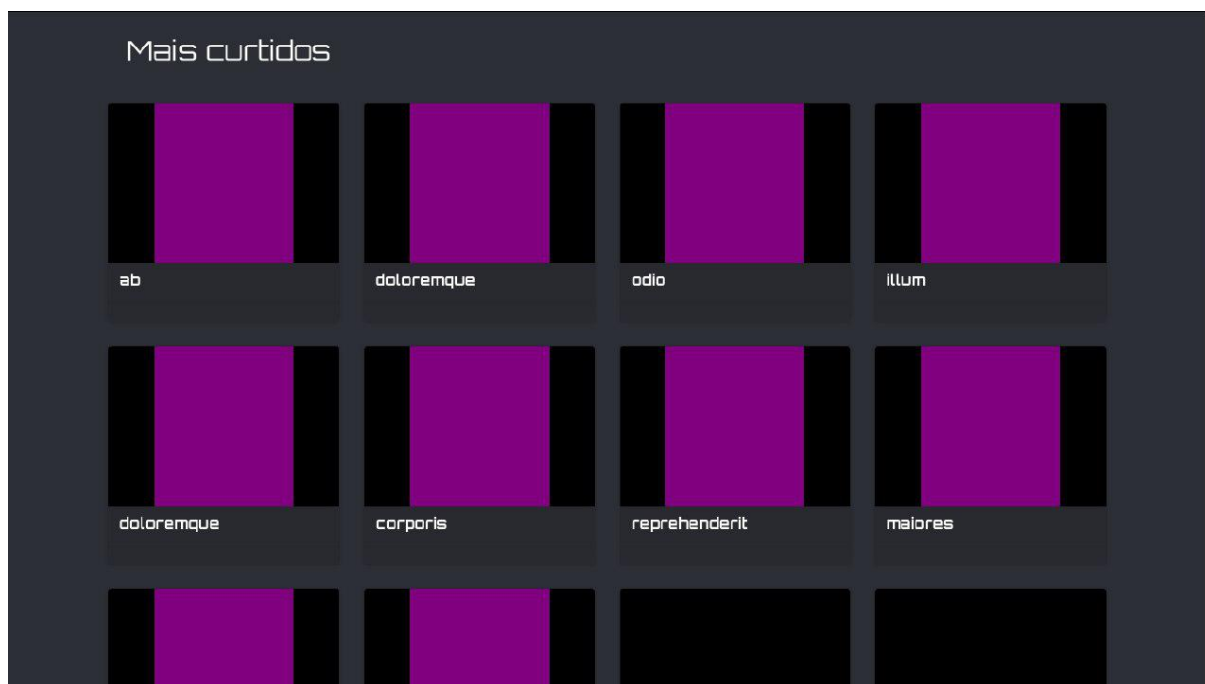 Mais curtidos
ab
doloremque
odio
illum
doloremque
corporis
reprehenderit
maiores